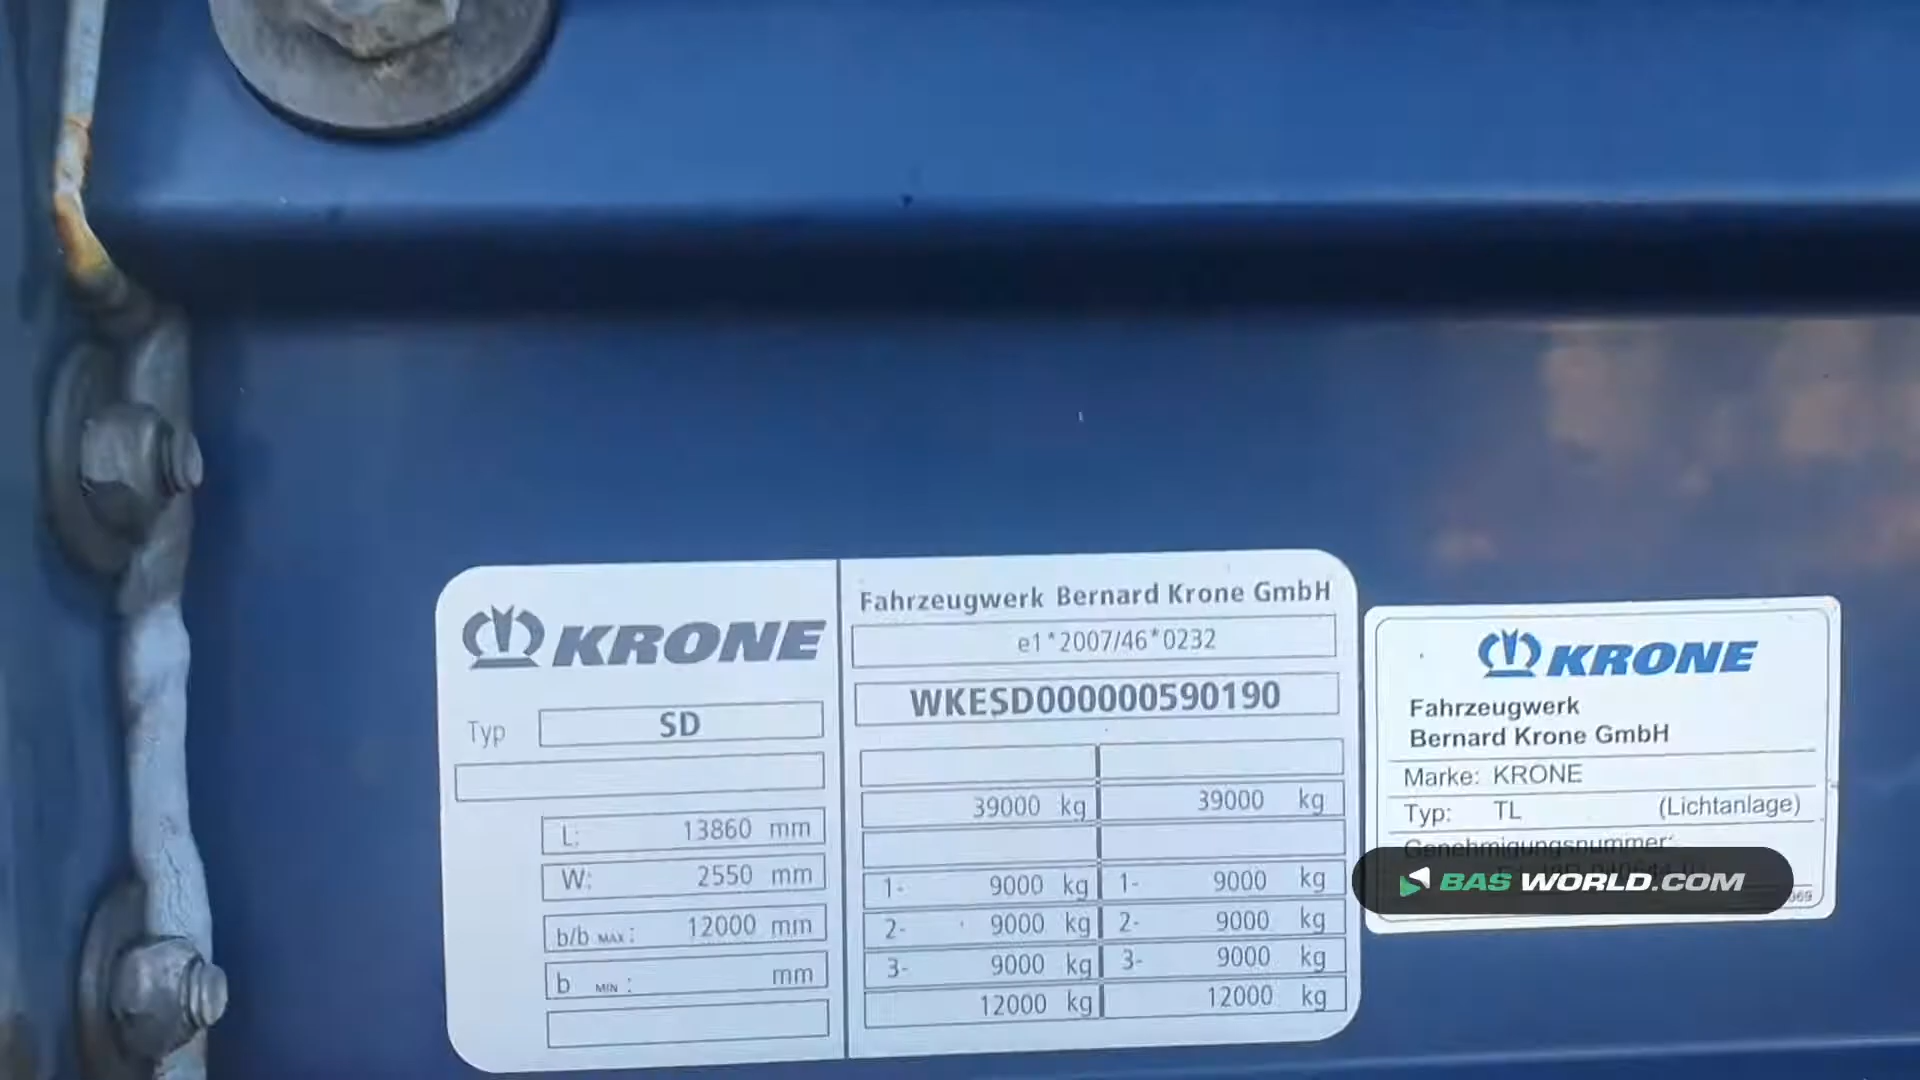 KRONE
Typ SD
L: 13860 mm
W: 2550 mm
b/b MAX: 12000 mm
b MIN: mm
Fahrzeugwerk Bernard Krone GmbH
e1*2007/46*0232
WKESD000000590190
39000 kg 39000 kg
1- 9000 kg 1- 9000 kg
2- 9000 kg 2- 9000 kg
3- 9000 kg 3- 9000 kg
12000 kg 12000 kg
KRONE
Fahrzeugwerk
Bernard Krone GmbH
Marke: KRONE
Typ: TL (Lichtanlage)
Genehmigungsnummer:
BAS WORLD.COM